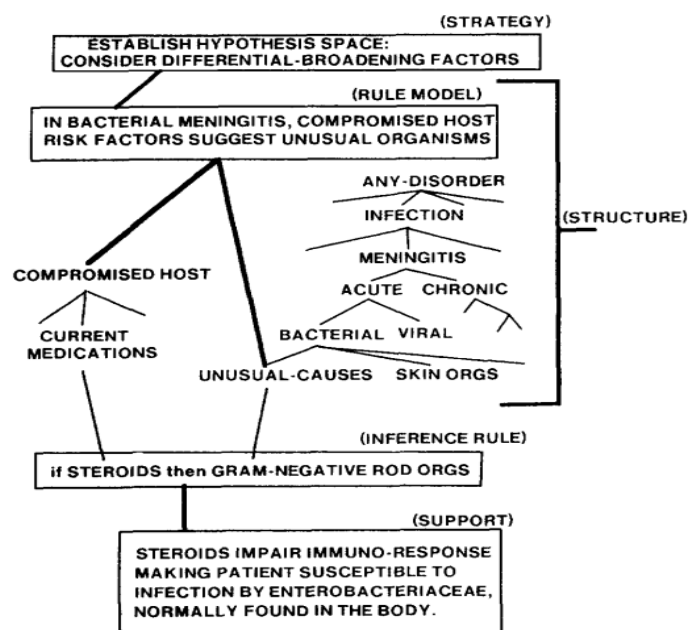 (STRATEGY)
ESTABLISH HYPOTHESIS SPACE:
CONSIDER DIFFERENTIAL-BROADENING FACTORS
(RULE MODEL)
IN BACTERIAL MENINGITIS, COMPROMISED HOST
RISK FACTORS SUGGEST UNUSUAL ORGANISMS
ANY-DISORDER
INFECTION
(STRUCTURE)
MENINGITIS
COMPROMISED HOST
ACUTE CHRONIC
CURRENT
MEDICATIONS
BACTERIAL VIRAL
UNUSUAL-CAUSES SKIN ORGS
(INFERENCE RULE)
if STEROIDS then GRAM-NEGATIVE ROD ORGS
(SUPPORT)
STEROIDS IMPAIR IMMUNO-RESPONSE
MAKING PATIENT SUSCEPTIBLE TO
INFECTION BY ENTEROBACTERIACEAE,
NORMALLY FOUND IN THE BODY.